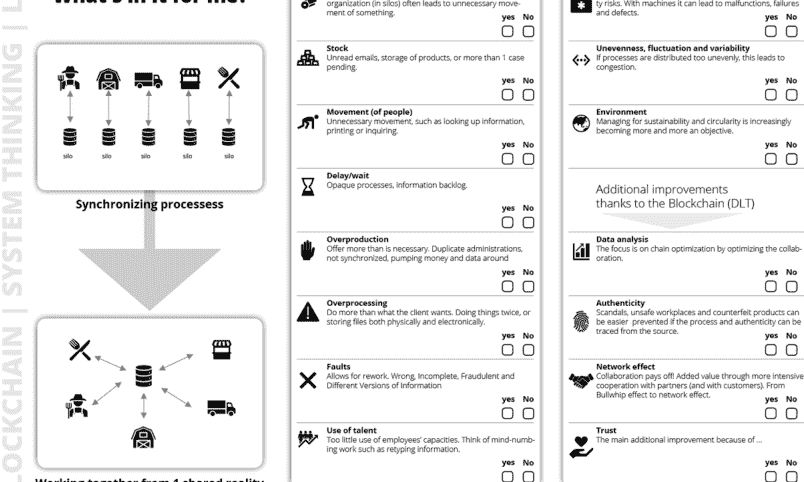 What's in it for me?
LOCKCHAIN | SYSTEM THINKING | L
silo
silo
silo
silo
silo
Synchronizing processess
Working together from 1 shared reality
organization (in silos) often leads to unnecessary move-
ment of something.
yes No
Stock
Unread emails, storage of products, or more than 1 case
pending.
yes No
Movement (of people)
Unnecessary movement, such as looking up information,
printing or inquiring.
yes No
Delay/wait
Opaque processes, information backlog.
yes No
Overproduction
Offer more than is necessary. Duplicate administrations,
not synchronized, pumping money and data around
yes No
Overprocessing
Do more than what the client wants. Doing things twice, or
storing files both physically and electronically.
yes No
Faults
Allows for rework. Wrong, Incomplete, Fraudulent and
Different Versions of Information
yes No
Use of talent
Too little use of employees' capacities. Think of mind-numb-
ing work such as retyping information.
yes No
ty risks. With machines it can lead to malfunctions, failures
and defects.
yes No
Unevenness, fluctuation and variability
If processes are distributed too unevenly, this leads to
congestion.
yes No
Environment
Managing for sustainability and circularity is increasingly
becoming more and more an objective.
yes No
Additional improvements
thanks to the Blockchain (DLT)
Data analysis
The focus is on chain optimization by optimizing the collab-
oration.
yes No
Authenticity
Scandals, unsafe workplaces and counterfeit products can
be easier prevented if the process and authenticity can be
traced from the source.
yes No
Network effect
Collaboration pays off! Added value through more intensive
cooperation with partners (and with customers). From
Bullwhip effect to network effect.
yes No
Trust
The main additional improvement because of ...
yes No